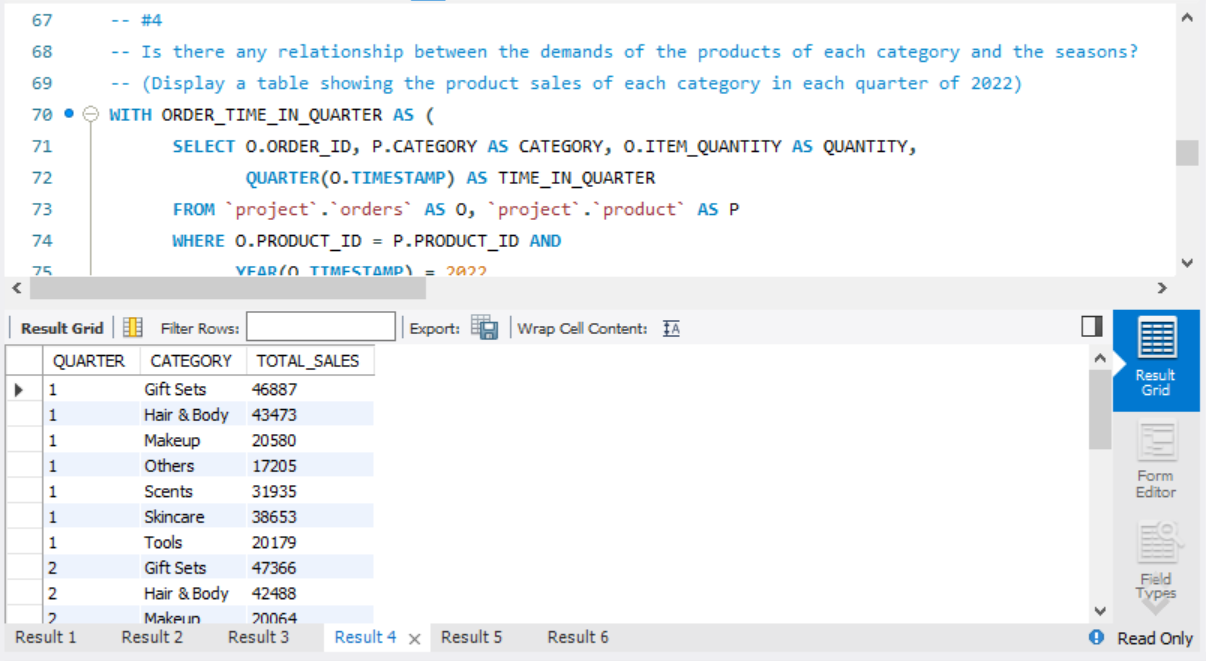 67 -- #4
68 -- Is there any relationship between the demands of the products of each category and the seasons?
69 -- (Display a table showing the product sales of each category in each quarter of 2022)
70 WITH ORDER_TIME_IN_QUARTER AS (
71 SELECT O.ORDER_ID, P.CATEGORY AS CATEGORY, O.ITEM_QUANTITY AS QUANTITY,
72 QUARTER(O.TIMESTAMP) AS TIME_IN_QUARTER
73 FROM `project`.`orders` AS O, `project`.`product` AS P
74 WHERE O.PRODUCT_ID = P.PRODUCT_ID AND
75 YEAR(O.TIMESTAMP) = 2022
Result Grid Filter Rows: Export: Wrap Cell Content: IA
QUARTER CATEGORY TOTAL_SALES
1 Gift Sets 46887
1 Hair & Body 43473
1 Makeup 20580
1 Others 17205
1 Scents 31935
1 Skincare 38653
1 Tools 20179
2 Gift Sets 47366
2 Hair & Body 42488
2 Makeup 20064
Result
Grid
Form
Editor
Field
Types
Result 1 Result 2 Result 3 Result 4 × Result 5 Result 6 Read Only